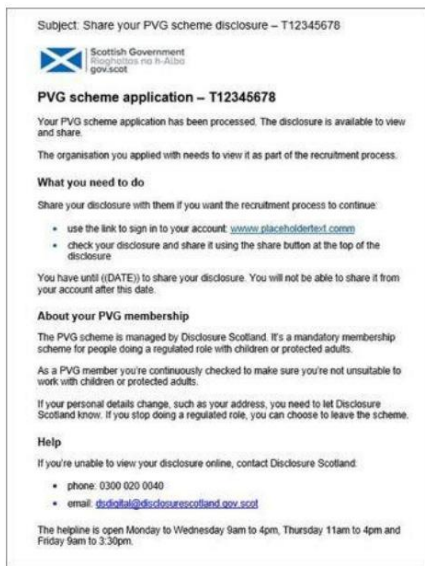 Subject: Share your PVG scheme disclosure – T12345678
Scottish Government
Riaghaltas na h-Alba
gov.scot
PVG scheme application – T12345678
Your PVG scheme application has been processed. The disclosure is available to view
and share.
The organisation you applied with needs to view it as part of the recruitment process.
What you need to do
Share your disclosure with them if you want the recruitment process to continue:
• use the link to sign in to your account: wwww.placeholdertext.comm
• check your disclosure and share it using the share button at the top of the
disclosure
You have until ((DATE)) to share your disclosure. You will not be able to share it from
your account after this date.
About your PVG membership
The PVG scheme is managed by Disclosure Scotland. It's a mandatory membership
scheme for people doing a regulated role with children or protected adults.
As a PVG member you're continuously checked to make sure you're not unsuitable to
work with children or protected adults.
If your personal details change, such as your address, you need to let Disclosure
Scotland know. If you stop doing a regulated role, you can choose to leave the scheme.
Help
If you're unable to view your disclosure online, contact Disclosure Scotland:
• phone: 0300 020 0040
• email: dsdigital@disclosurescotland.gov.scot
The helpline is open Monday to Wednesday 9am to 4pm, Thursday 11am to 4pm and
Friday 9am to 3:30pm.